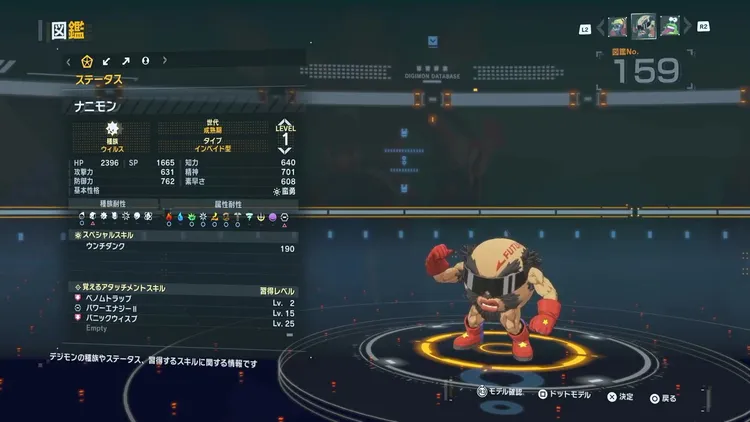 図鑑
L2
R2
図鑑No.
159
DIGIMON DATABASE
ステータス
ナニモン
種族
ウィルス
世代
成熟期
タイプ
インベイド型
LEVEL
1
HP 2396 SP 1665 知力 640
攻撃力 631 精神 701
防御力 762 素早さ 608
基本性格 蛮勇
種族耐性 属性耐性
スペシャルスキル
ウンチダンク 190
覚えるアタッチメントスキル 習得レベル
ベノムトラップ Lv. 2
パワーエナジーII Lv. 15
パニックウィスプ Lv. 25
Empty
デジモンの種族やステータス、習得するスキルに関する情報です
モデル確認 ドットモデル 決定 戻る